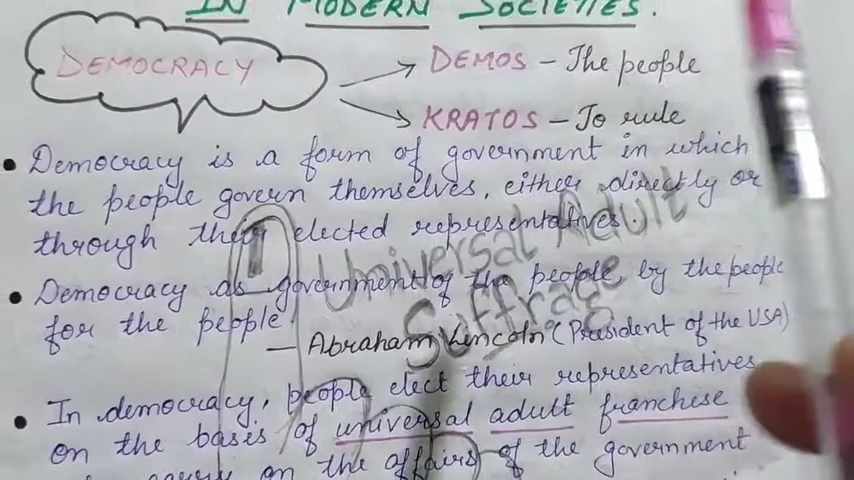 IN MODERN SOCIETIES.
DEMOCRACY
DEMOS - The people
KRATOS - To rule
• Democracy is a form of government in which
the people govern themselves, either directly or
through their elected representatives.
• Democracy as government of the people, by the people
for the people
— Abraham Lincoln (President of the USA)
• In democracy, people elect their representatives
on the bases of universal adult franchise
on the affairs of the government
Universal Adult
Suffrage